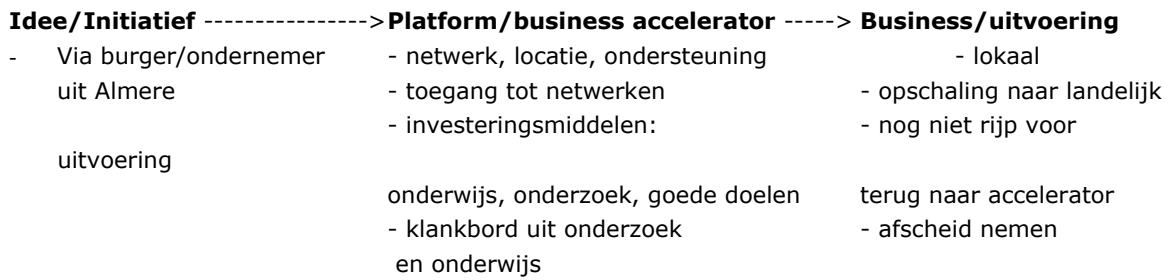 Idee/Initiatief ---------------->Platform/business accelerator -----> Business/uitvoering
- Via burger/ondernemer - netwerk, locatie, ondersteuning - lokaal
uit Almere - toegang tot netwerken - opschaling naar landelijk
- investeringsmiddelen: - nog niet rijp voor
uitvoering
onderwijs, onderzoek, goede doelen terug naar accelerator
- klankbord uit onderzoek - afscheid nemen
en onderwijs